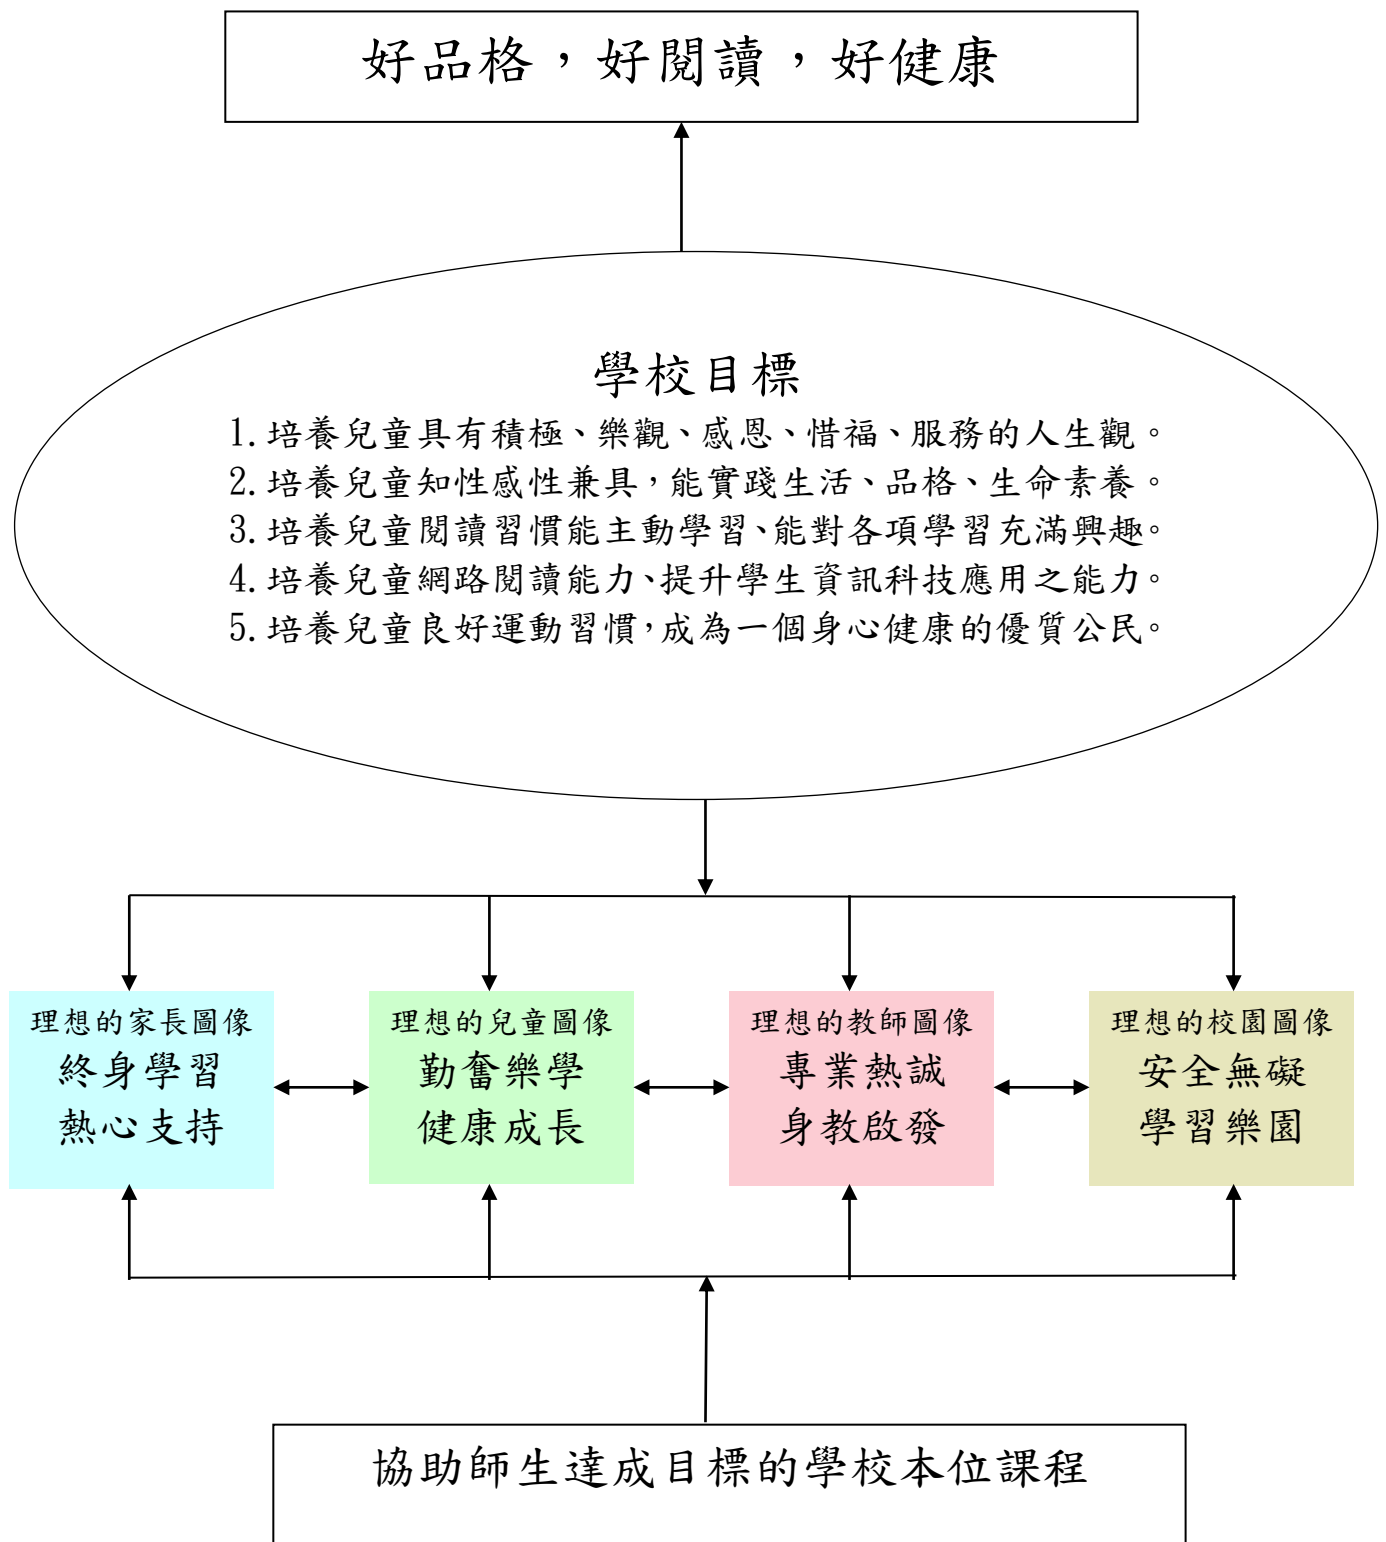 好品格，好閱讀，好健康
學校目標
1.培養兒童具有積極、樂觀、感恩、惜福、服務的人生觀。
2.培養兒童知性感性兼具，能實踐生活、品格、生命素養。
3.培養兒童閱讀習慣能主動學習、能對各項學習充滿興趣。
4.培養兒童網路閱讀能力、提升學生資訊科技應用之能力。
5.培養兒童良好運動習慣，成為一個身心健康的優質公民。
理想的家長圖像
終身學習
熱心支持
理想的兒童圖像
勤奮樂學
健康成長
理想的教師圖像
專業熱誠
身教啟發
理想的校園圖像
安全無礙
學習樂園
協助師生達成目標的學校本位課程